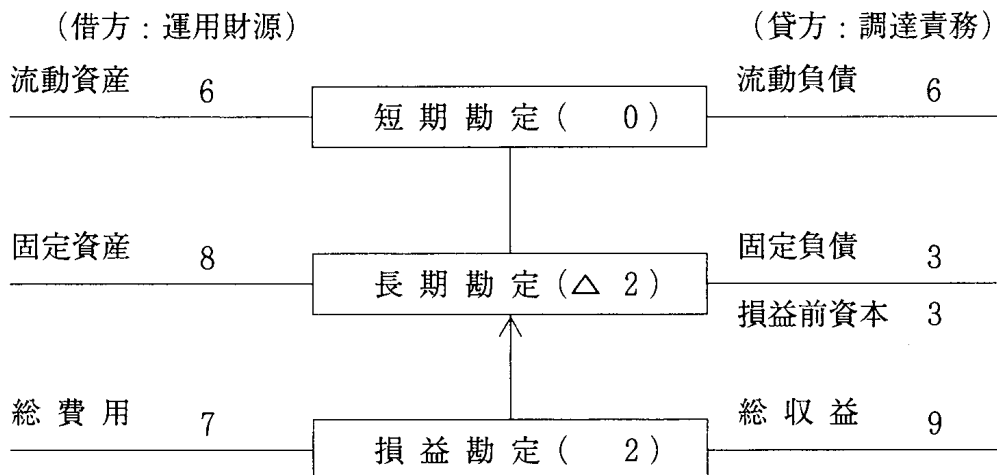 (借方:運用財源) (貸方:調達責務)
流動資産 6 短期勘定( 0) 流動負債 6
固定資産 8 長期勘定(△ 2) 固定負債 3
損益前資本 3
総費用 7 損益勘定( 2) 総収益 9